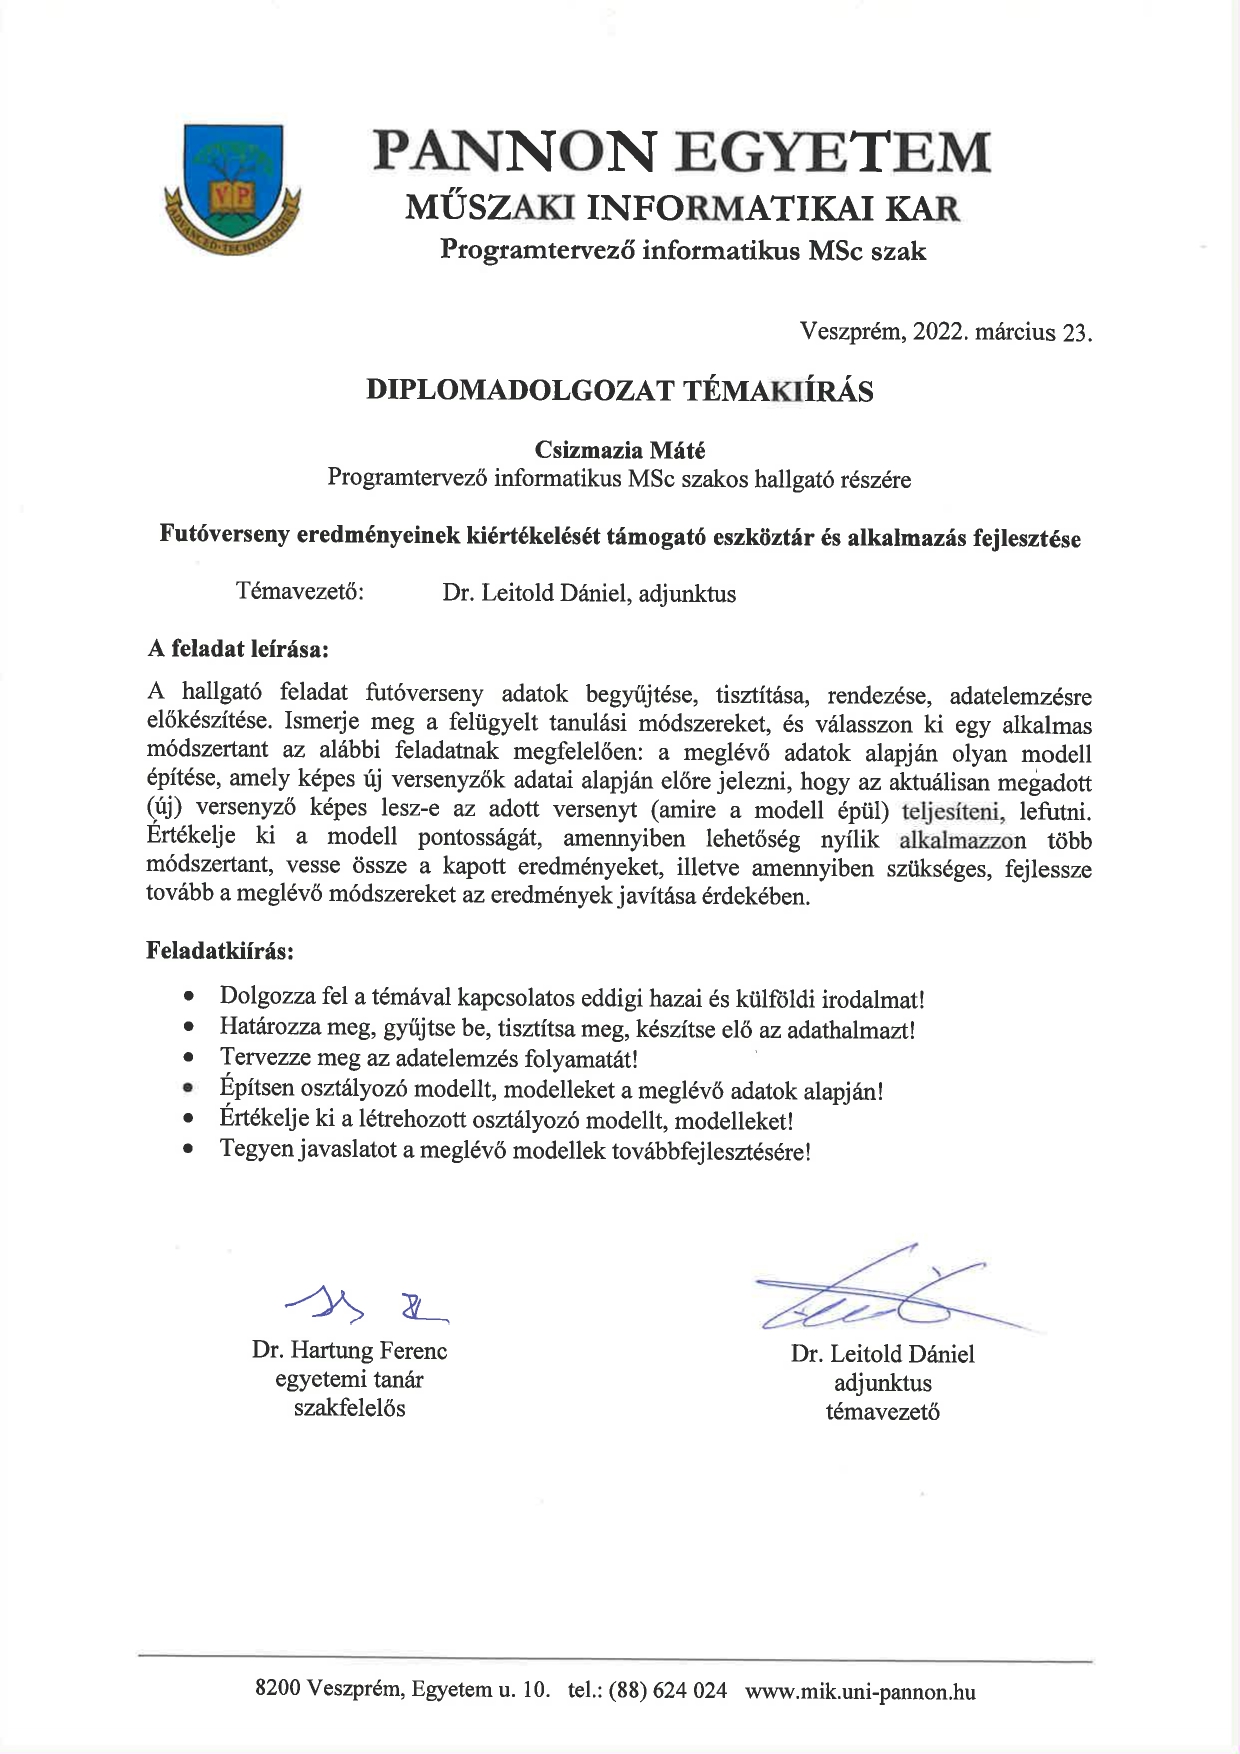 PANNON EGYETEM
MŰSZAKI INFORMATIKAI KAR
Programtervező informatikus MSc szak
V P
ADVANCED TECHNOLOGIES
Veszprém, 2022. március 23.
DIPLOMADOLGOZAT TÉMAKIÍRÁS
Csizmazia Máté
Programtervező informatikus MSc szakos hallgató részére
Futóverseny eredményeinek kiértékelését támogató eszköztár és alkalmazás fejlesztése
Témavezető: Dr. Leitold Dániel, adjunktus
A feladat leírása:
A hallgató feladat futóverseny adatok begyűjtése, tisztítása, rendezése, adatelemzésre
előkészítése. Ismerje meg a felügyelt tanulási módszereket, és válasszon ki egy alkalmas
módszertant az alábbi feladatnak megfelelően: a meglévő adatok alapján olyan modell
építése, amely képes új versenyzők adatai alapján előre jelezni, hogy az aktuálisan megadott
(új) versenyző képes lesz-e az adott versenyt (amire a modell épül) teljesíteni, lefutni.
Értékelje ki a modell pontosságát, amennyiben lehetőség nyílik alkalmazzon több
módszertant, vesse össze a kapott eredményeket, illetve amennyiben szükséges, fejlessze
tovább a meglévő módszereket az eredmények javítása érdekében.
Feladatkiírás:
• Dolgozza fel a témával kapcsolatos eddigi hazai és külföldi irodalmat!
• Határozza meg, gyűjtse be, tisztítsa meg, készítse elő az adathalmazt!
• Tervezze meg az adatelemzés folyamatát!
• Építsen osztályozó modellt, modelleket a meglévő adatok alapján!
• Értékelje ki a létrehozott osztályozó modellt, modelleket!
• Tegyen javaslatot a meglévő modellek továbbfejlesztésére!
Dr. Hartung Ferenc
egyetemi tanár
szakfelelős
Dr. Leitold Dániel
adjunktus
témavezető
8200 Veszprém, Egyetem u. 10. tel.: (88) 624 024 www.mik.uni-pannon.hu